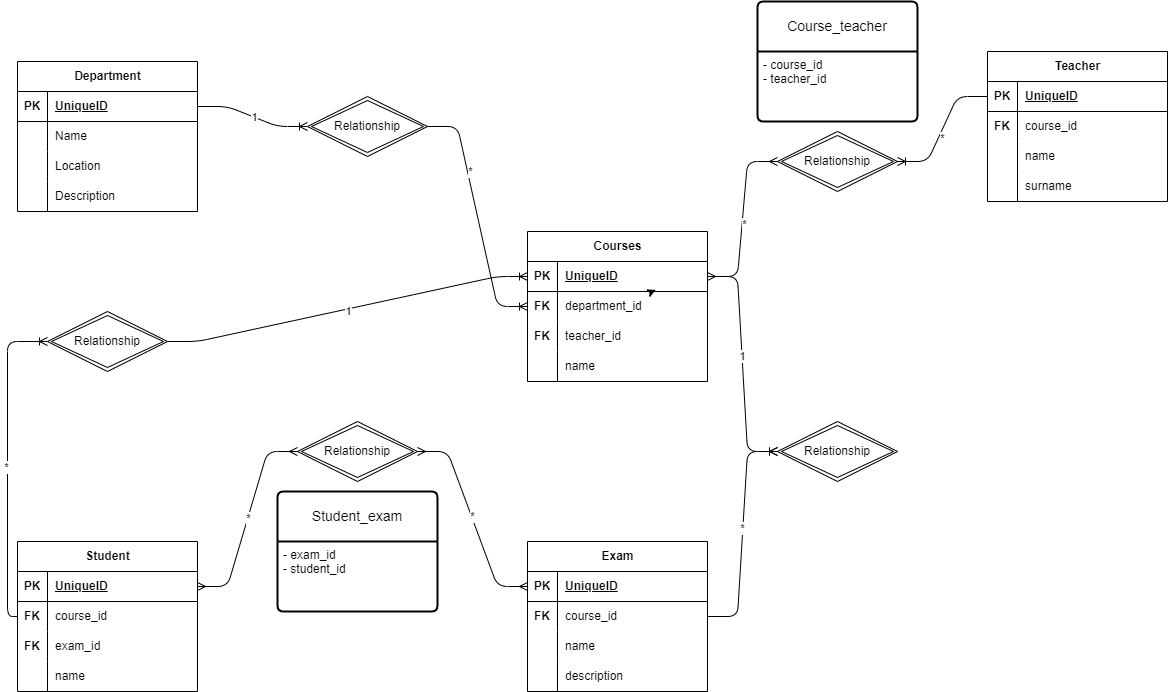 Course_teacher
- course_id
- teacher_id
Department
PK UniqueID
Name
Location
Description
1
Relationship
*
Teacher
PK UniqueID
FK course_id
name
surname
*
Relationship
*
Courses
PK UniqueID
FK department_id
FK teacher_id
name
1
Relationship
*
1
Relationship
*
Relationship
*
*
Student_exam
- exam_id
- student_id
Student
PK UniqueID
FK course_id
FK exam_id
name
Exam
PK UniqueID
FK course_id
name
description